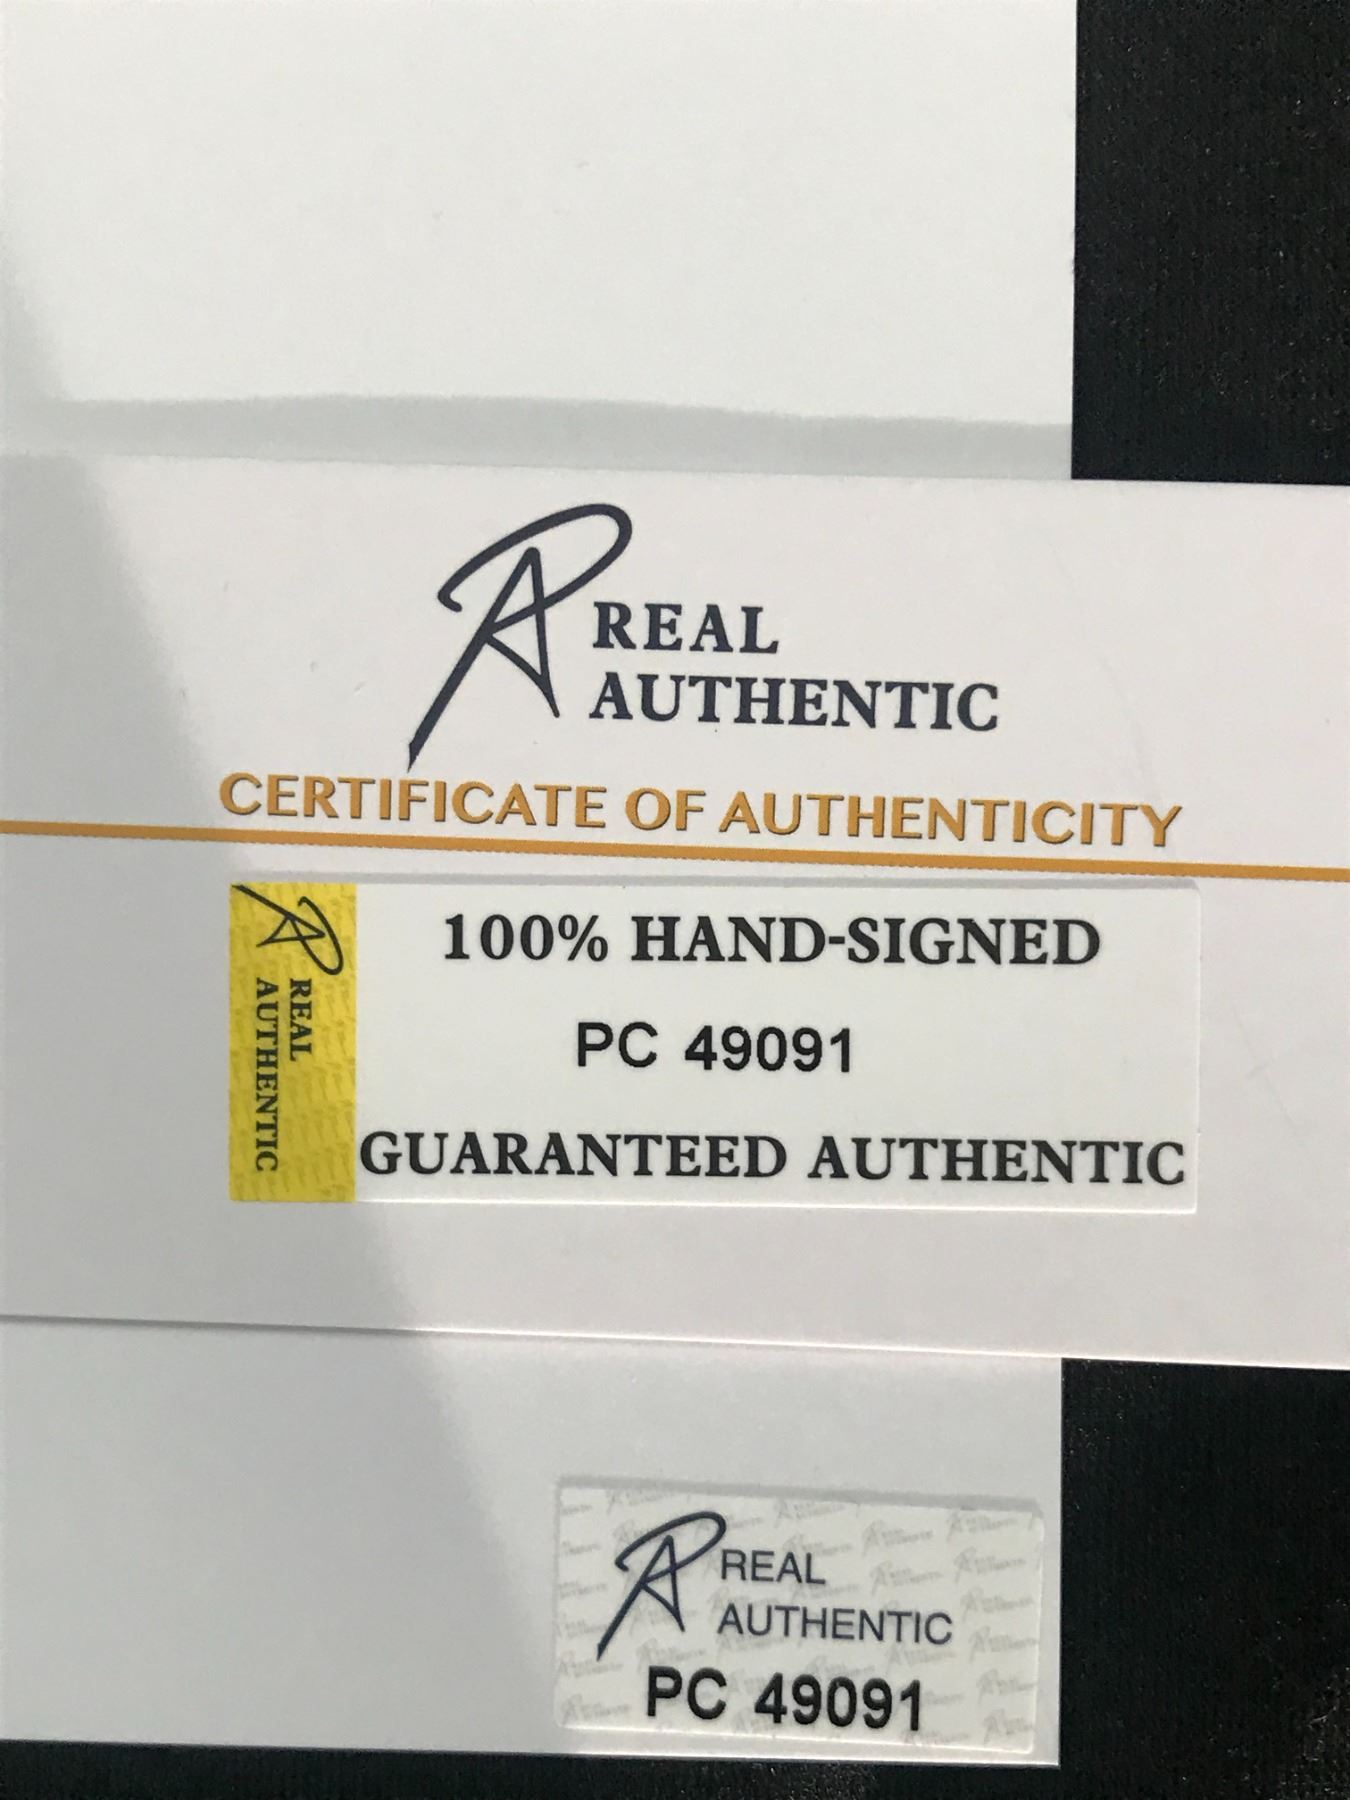 REAL
AUTHENTIC
CERTIFICATE OF AUTHENTICITY
REAL
AUTHENTIC
100% HAND-SIGNED
PC 49091
GUARANTEED AUTHENTIC
REAL
AUTHENTIC
PC 49091